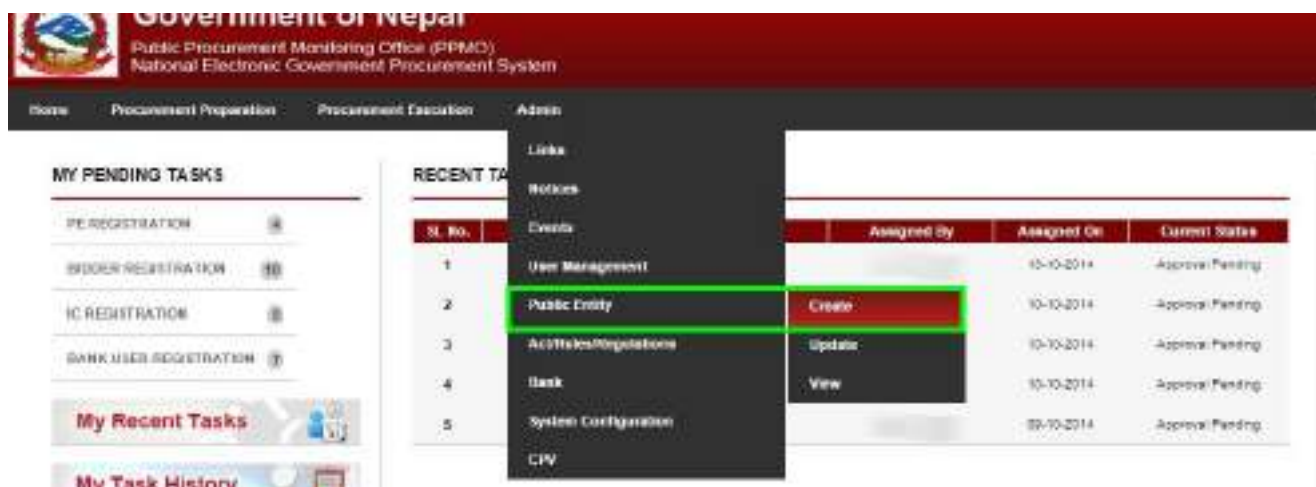 Government of Nepal
Public Procurement Monitoring Office (PPMO)
National Electronic Government Procurement System
Home Procurement Preparation Procurement Execution Admin
Links
Notices
Events
User Management
Public Entity
Act/Rules/Regulations
Bank
System Configuration
CPV
Create
Update
View
MY PENDING TASKS
PE REGISTRATION 4
BIDDER REGISTRATION 10
IC REGISTRATION
BANK USER REGISTRATION 7
My Recent Tasks
My Task History
RECENT TA
Sl. No. Assigned By Assigned On Current Status
1 10-10-2014 Approval Pending
2 10-10-2014 Approval Pending
3 10-10-2014 Approval Pending
4 10-10-2014 Approval Pending
5 09-10-2014 Approval Pending